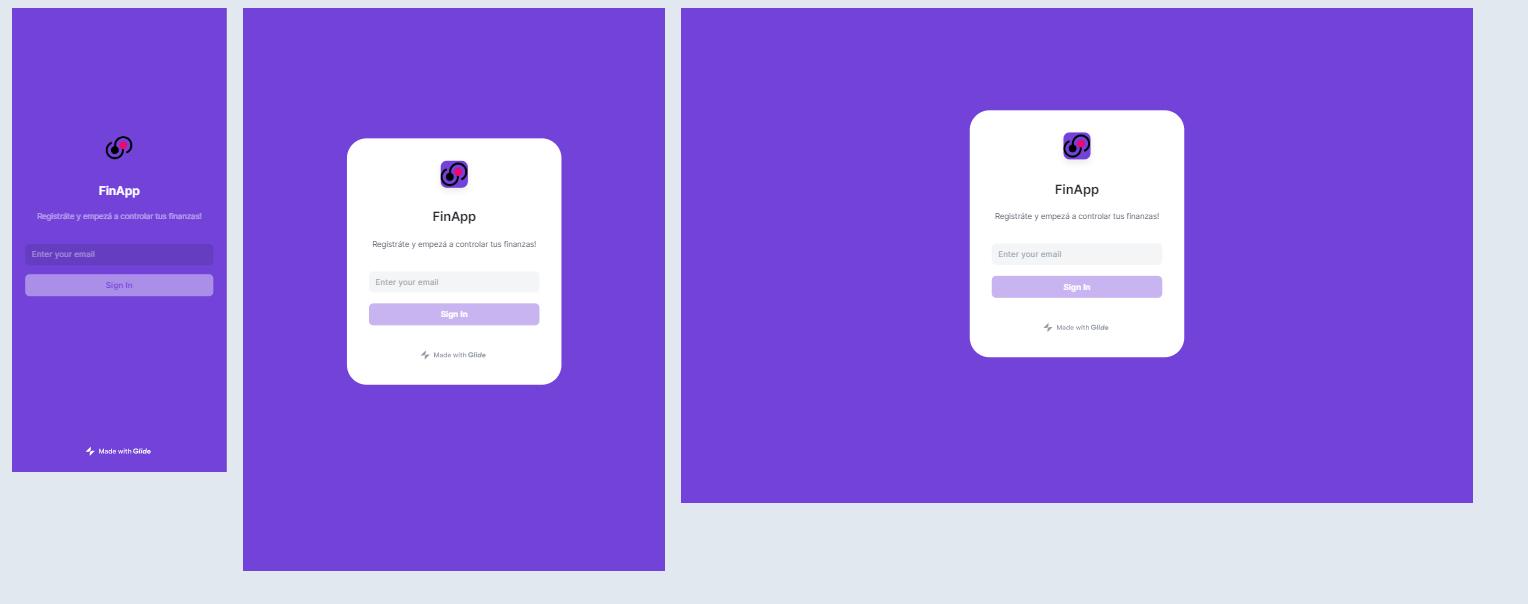 FinApp
Registráte y empezá a controlar tus finanzas!
Enter your email
Sign In
Made with Glide
FinApp
Registráte y empezá a controlar tus finanzas!
Enter your email
Sign In
Made with Glide
FinApp
Registráte y empezá a controlar tus finanzas!
Enter your email
Sign In
Made with Glide